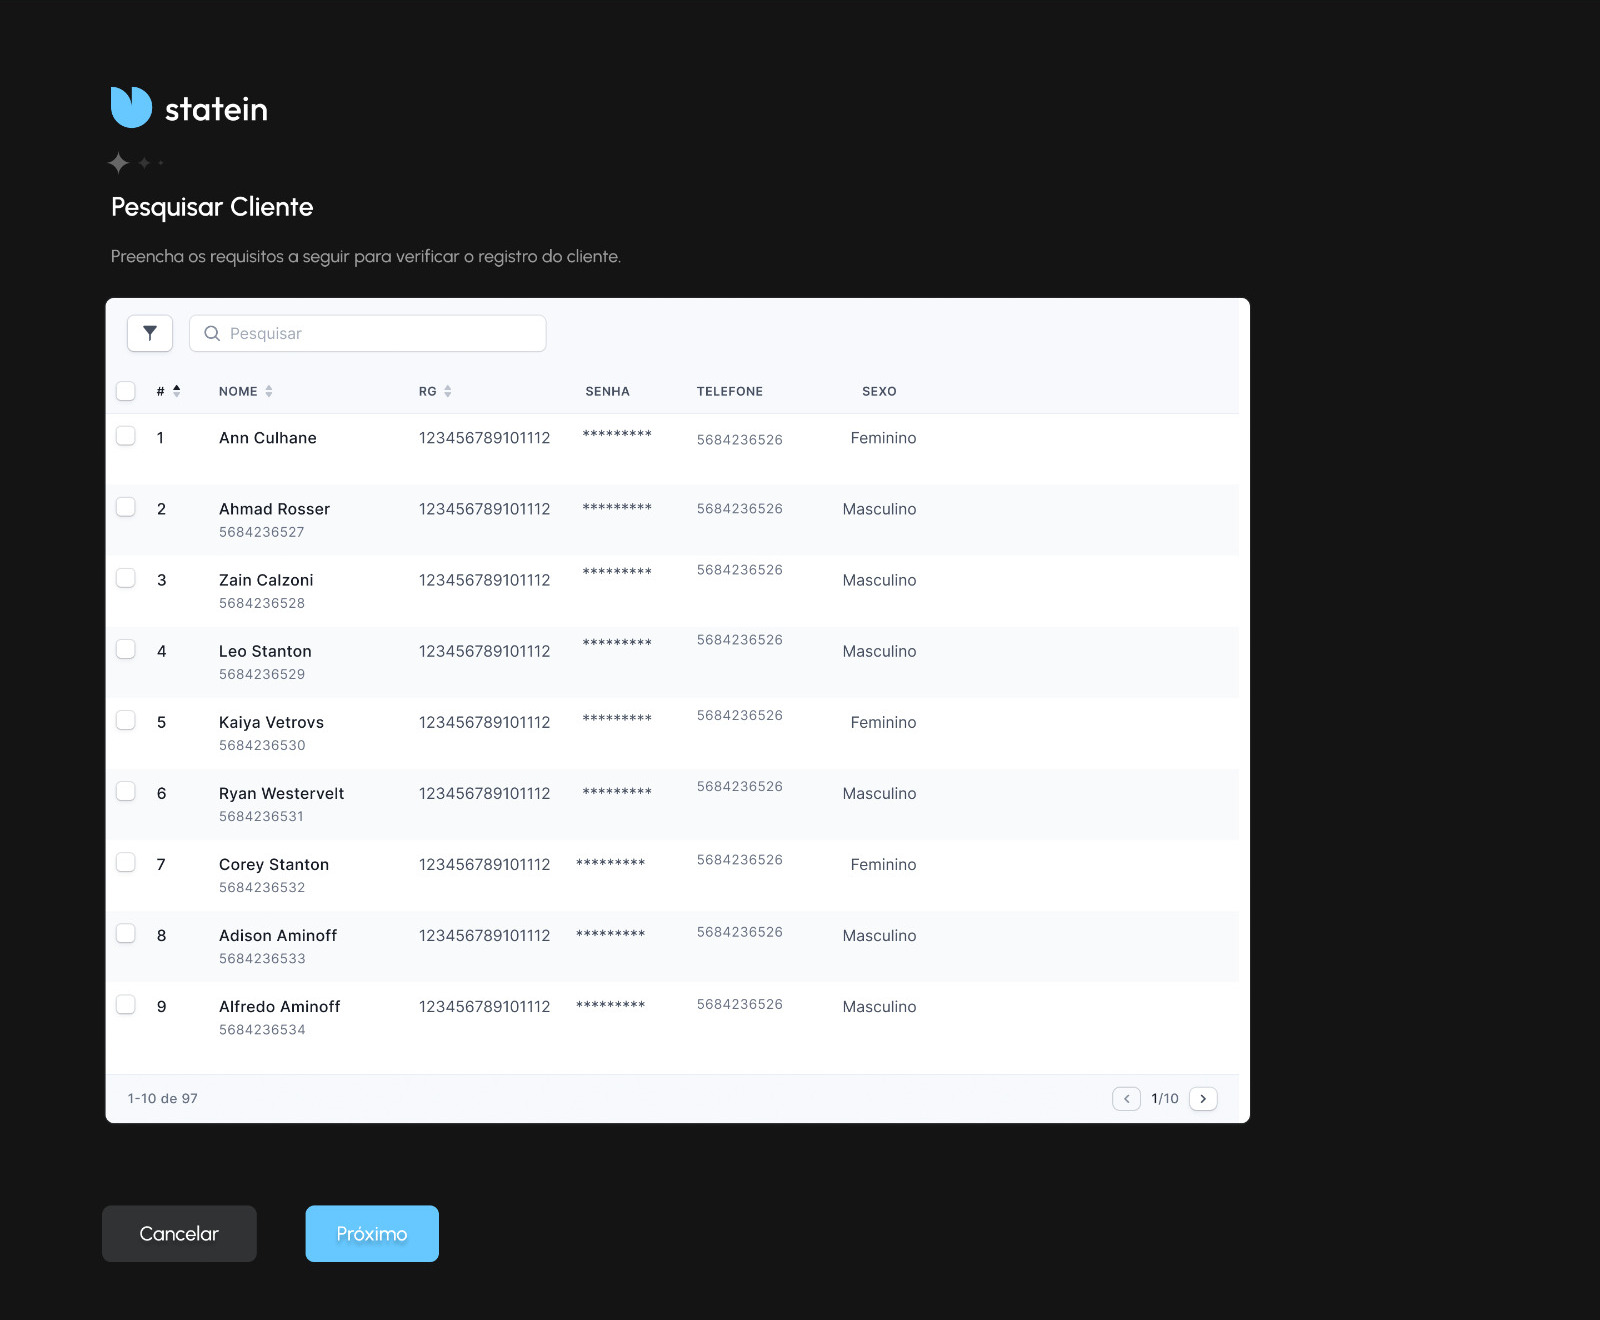 statein
Pesquisar Cliente
Preencha os requisitos a seguir para verificar o registro do cliente.
Pesquisar
# NOME RG SENHA TELEFONE SEXO
1 Ann Culhane 123456789101112 ********* 5684236526 Feminino
2 Ahmad Rosser 123456789101112 ********* 5684236526 Masculino
5684236527
3 Zain Calzoni 123456789101112 ********* 5684236526 Masculino
5684236528
4 Leo Stanton 123456789101112 ********* 5684236526 Masculino
5684236529
5 Kaiya Vetrovs 123456789101112 ********* 5684236526 Feminino
5684236530
6 Ryan Westervelt 123456789101112 ********* 5684236526 Masculino
5684236531
7 Corey Stanton 123456789101112 ********* 5684236526 Feminino
5684236532
8 Adison Aminoff 123456789101112 ********* 5684236526 Masculino
5684236533
9 Alfredo Aminoff 123456789101112 ********* 5684236526 Masculino
5684236534
1-10 de 97 1/10
Cancelar Próximo